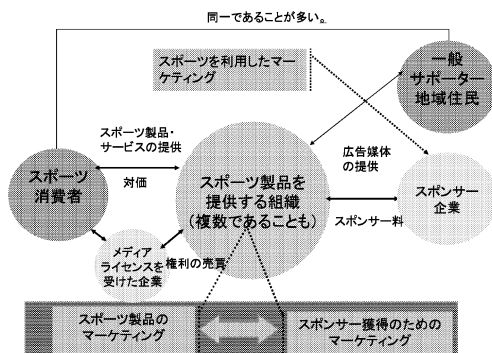 同一であることが多い。
一般
サポーター
地域住民
スポーツを利用したマー
ケティング
スポーツ製品・
サービスの提供
対価
スポーツ
消費者
スポーツ製品を
提供する組織
(複数であることも)
広告媒体
の提供
スポンサー料
スポンサー
企業
メディア
ライセンスを
受けた企業
権利の売買
スポーツ製品の
マーケティング
スポンサー獲得のための
マーケティング